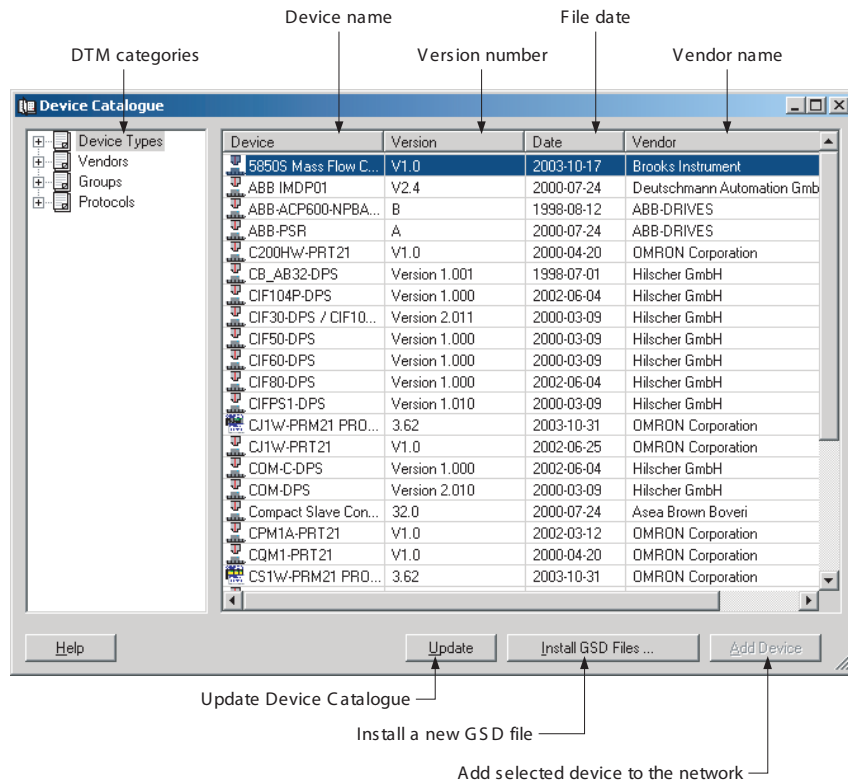 Device name
File date
DTM categories
Version number
Vendor name
Device Catalogue
Device Types
Vendors
Groups
Protocols
Device Version Date Vendor
5850S Mass Flow C... V1.0 2003-10-17 Brooks Instrument
ABB IMDP01 V2.4 2000-07-24 Deutschmann Automation Gmb
ABB-ACP600-NPBA... B 1998-08-12 ABB-DRIVES
ABB-PSR A 2000-07-24 ABB-DRIVES
C200HW-PRT21 V1.0 2000-04-20 OMRON Corporation
CB_AB32-DPS Version 1.001 1998-07-01 Hilscher GmbH
CIF104P-DPS Version 1.000 2002-06-04 Hilscher GmbH
CIF30-DPS / CIF10... Version 2.011 2000-03-09 Hilscher GmbH
CIF50-DPS Version 1.000 2000-03-09 Hilscher GmbH
CIF60-DPS Version 1.000 2000-03-09 Hilscher GmbH
CIF80-DPS Version 1.000 2002-06-04 Hilscher GmbH
CIFPS1-DPS Version 1.010 2000-03-09 Hilscher GmbH
CJ1W-PRM21 PRO... 3.62 2003-10-31 OMRON Corporation
CJ1W-PRT21 V1.0 2002-06-25 OMRON Corporation
COM-C-DPS Version 1.000 2002-06-04 Hilscher GmbH
COM-DPS Version 2.010 2000-03-09 Hilscher GmbH
Compact Slave Con... 32.0 2000-07-24 Asea Brown Boveri
CPM1A-PRT21 V1.0 2002-03-12 OMRON Corporation
CQM1-PRT21 V1.0 2000-04-20 OMRON Corporation
CS1W-PRM21 PRO... 3.62 2003-10-31 OMRON Corporation
Help Update Install GSD Files ... Add Device
Update Device Catalogue
Install a new GSD file
Add selected device to the network